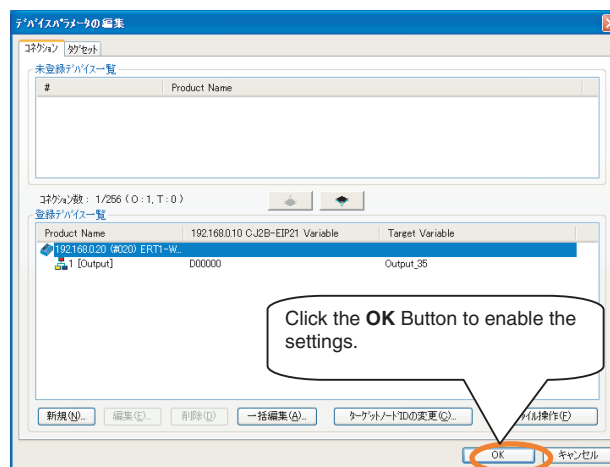 デバイスパラメータの編集
コネクション タグセット
未登録デバイス一覧
# Product Name
コネクション数： 1/256 ( O : 1, T : 0 )
登録デバイス一覧
Product Name 192.168.0.10 CJ2B-EIP21 Variable Target Variable
192.168.0.20 (#020) ERT1-W...
1 [Output] D00000 Output_35
Click the OK Button to enable the
settings.
新規(N)... 編集(E)... 削除(D) 一括編集(A)... ターゲットノードIDの変更(C)... イル操作(F)
OK キャンセル